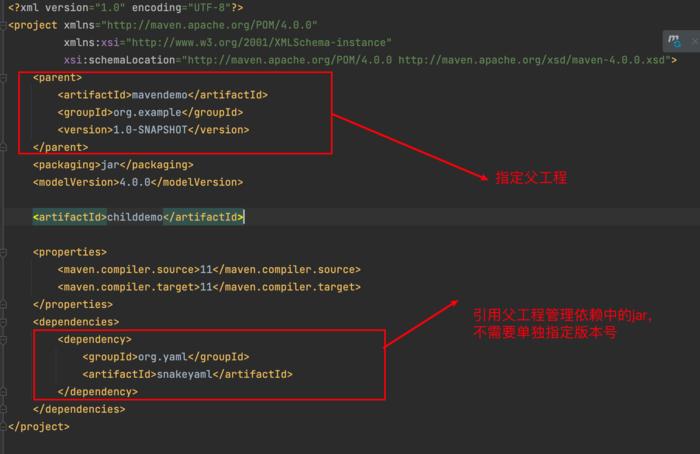 <?xml version="1.0" encoding="UTF-8"?>
<project xmlns="http://maven.apache.org/POM/4.0.0"
xmlns:xsi="http://www.w3.org/2001/XMLSchema-instance"
xsi:schemaLocation="http://maven.apache.org/POM/4.0.0 http://maven.apache.org/xsd/maven-4.0.0.xsd">
<parent>
<artifactId>mavendemo</artifactId>
<groupId>org.example</groupId>
<version>1.0-SNAPSHOT</version>
</parent>
<packaging>jar</packaging>
<modelVersion>4.0.0</modelVersion>
指定父工程
<artifactId>childdemo</artifactId>
<properties>
<maven.compiler.source>11</maven.compiler.source>
<maven.compiler.target>11</maven.compiler.target>
</properties>
引用父工程管理依赖中的jar,
不需要单独指定版本号
<dependencies>
<dependency>
<groupId>org.yaml</groupId>
<artifactId>snakeyaml</artifactId>
</dependency>
</dependencies>
</project>